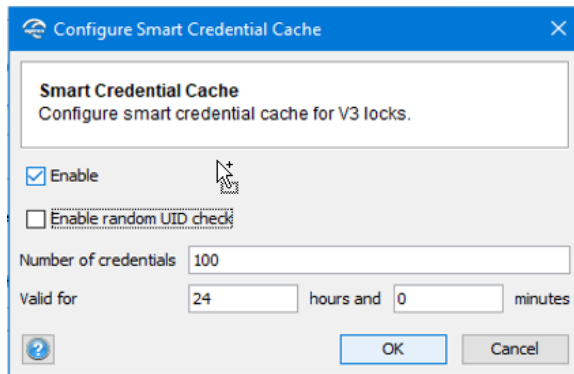 Configure Smart Credential Cache
Smart Credential Cache
Configure smart credential cache for V3 locks.
Enable
Enable random UID check
Number of credentials 100
Valid for 24 hours and 0 minutes
OK Cancel